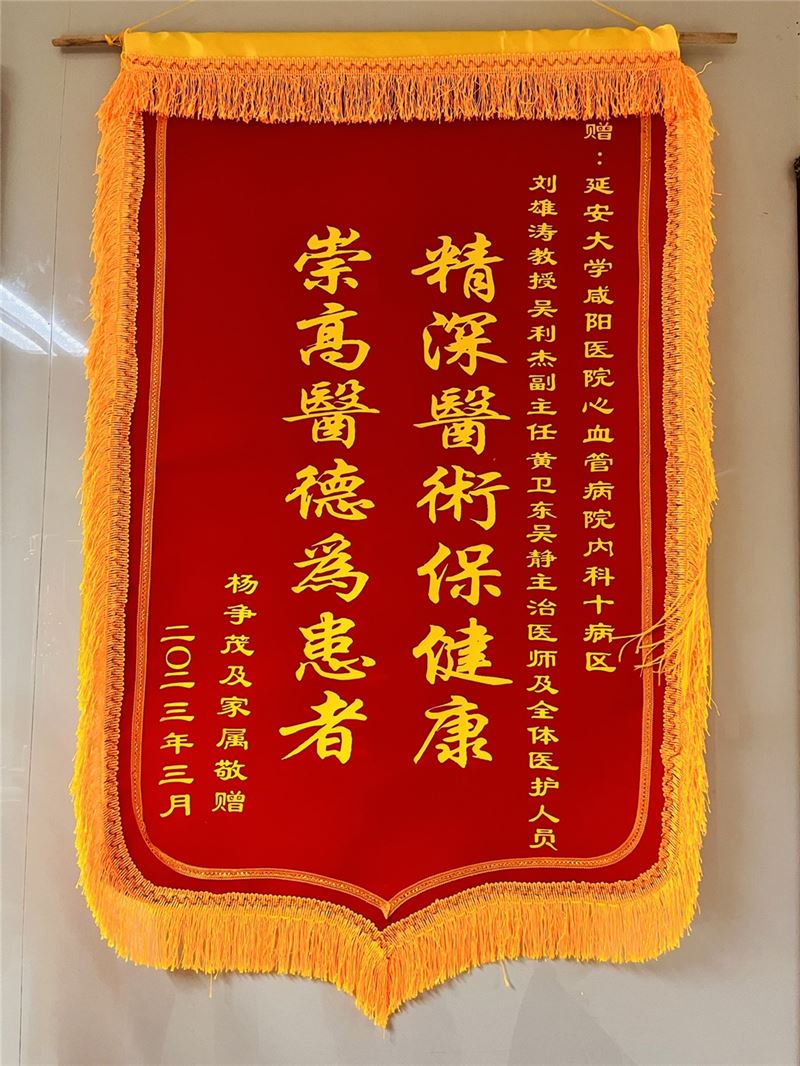 赠：延安大学咸阳医院心血管病院内科十病区
刘雄涛教授吴利杰副主任黄卫东吴静主治医师及全体医护人员
精深醫術保健康
崇高醫德為患者
杨争茂及家属敬赠
二〇二三年三月